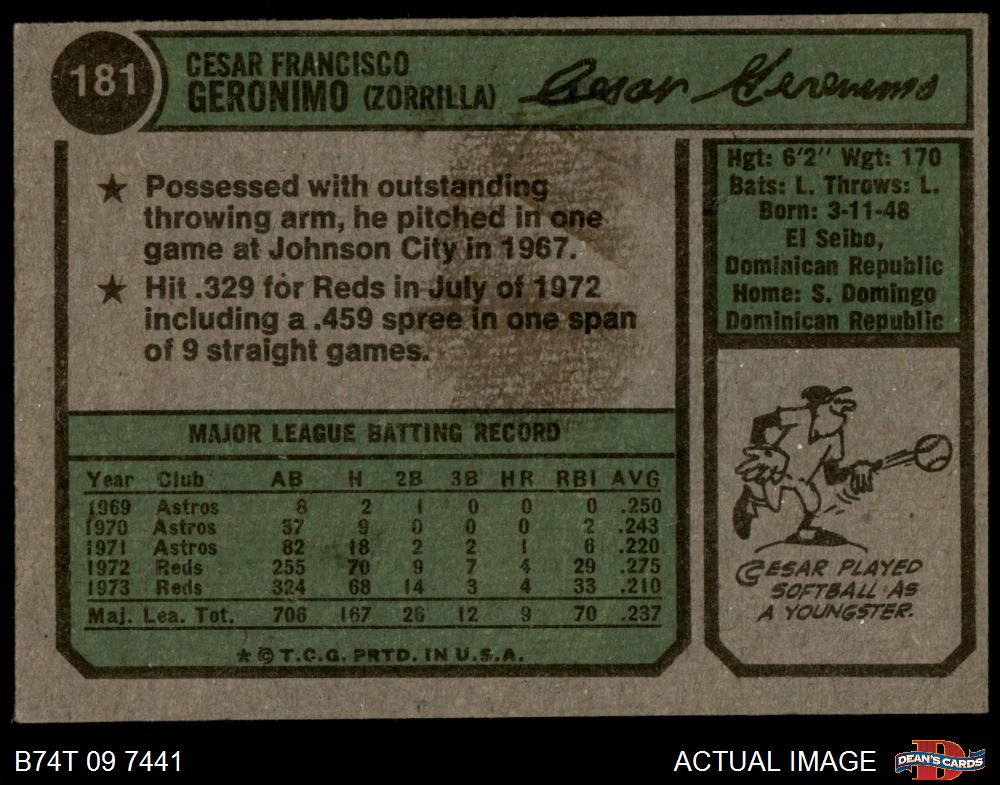 181
CESAR FRANCISCO
GERONIMO (ZORRILLA)
Cesar Geronimo
★ Possessed with outstanding
throwing arm, he pitched in one
game at Johnson City in 1967.
★ Hit .329 for Reds in July of 1972
including a .459 spree in one span
of 9 straight games.
Hgt: 6'2" Wgt: 170
Bats: L. Throws: L.
Born: 3-11-48
El Seibo,
Dominican Republic
Home: S. Domingo
Dominican Republic
MAJOR LEAGUE BATTING RECORD
Year Club AB H 2B 3B HR RBI AVG
1969 Astros 8 2 1 0 0 0 .250
1970 Astros 37 9 0 0 0 2 .243
1971 Astros 82 18 2 2 1 6 .220
1972 Reds 255 70 9 7 4 29 .275
1973 Reds 324 68 14 3 4 33 .210
Maj. Lea. Tot. 706 167 26 12 9 70 .237
★ © T.C.G. PRTD. IN U.S.A.
CESAR PLAYED
SOFTBALL AS
A YOUNGSTER.
B74T 09 7441
ACTUAL IMAGE
DEAN'S CARDS